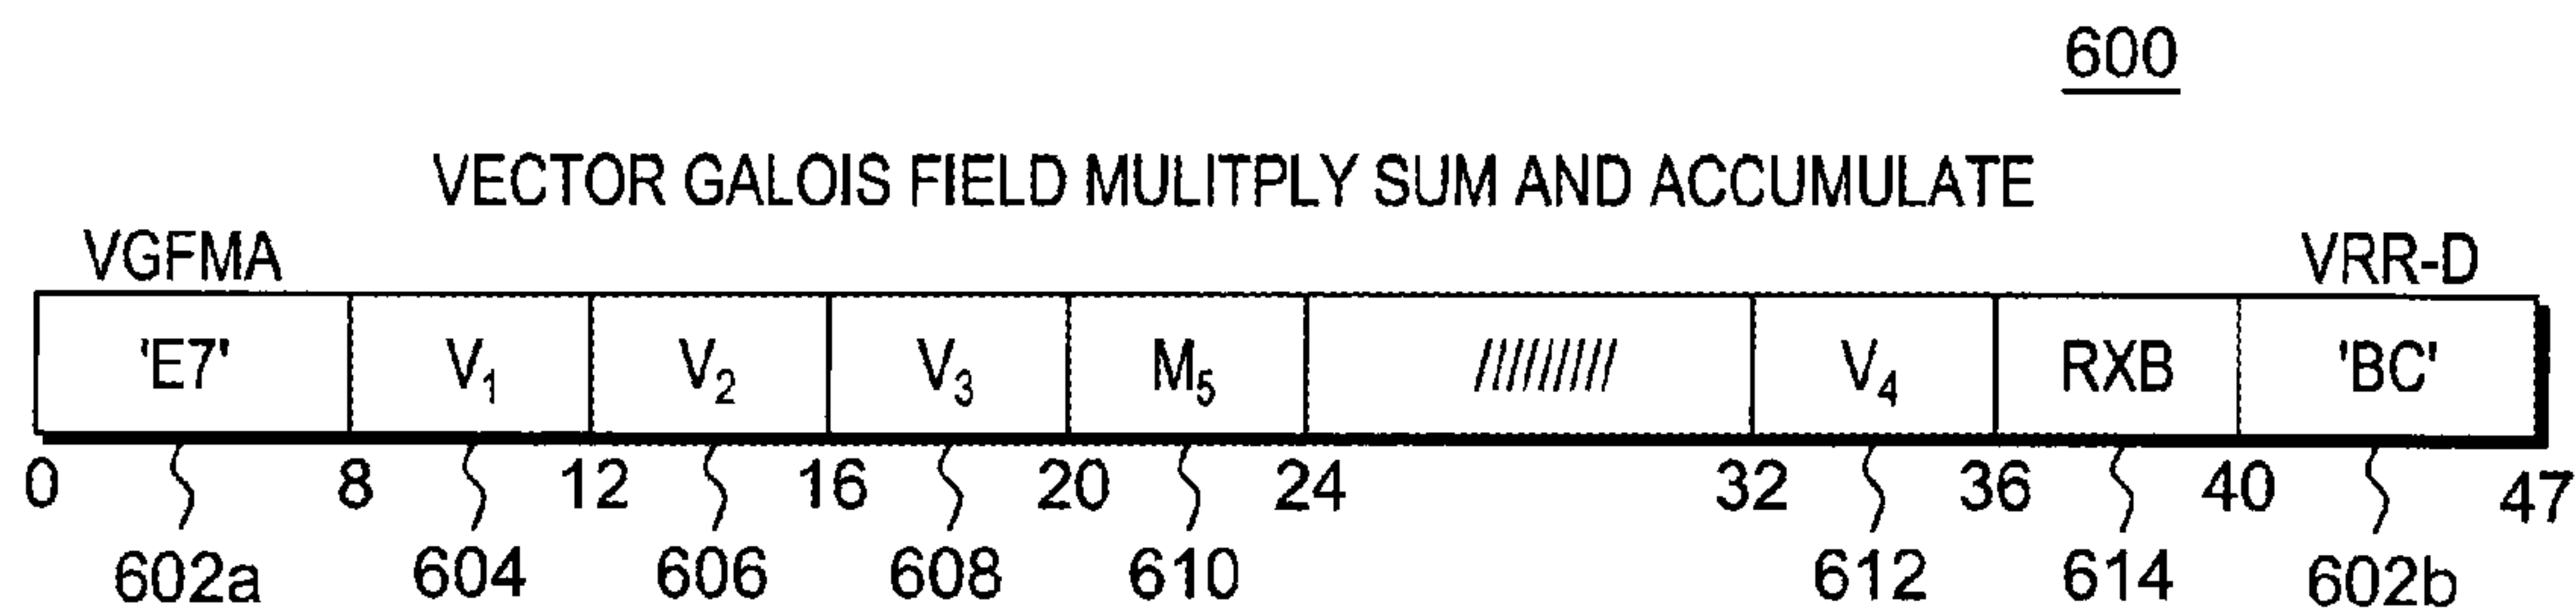 600
VECTOR GALOIS FIELD MULITPLY SUM AND ACCUMULATE
VGFMA VRR-D
'E7' V₁ V₂ V₃ M₅ ///////// V₄ RXB 'BC'
0 8 12 16 20 24 32 36 40 47
602a 604 606 608 610 612 614 602b